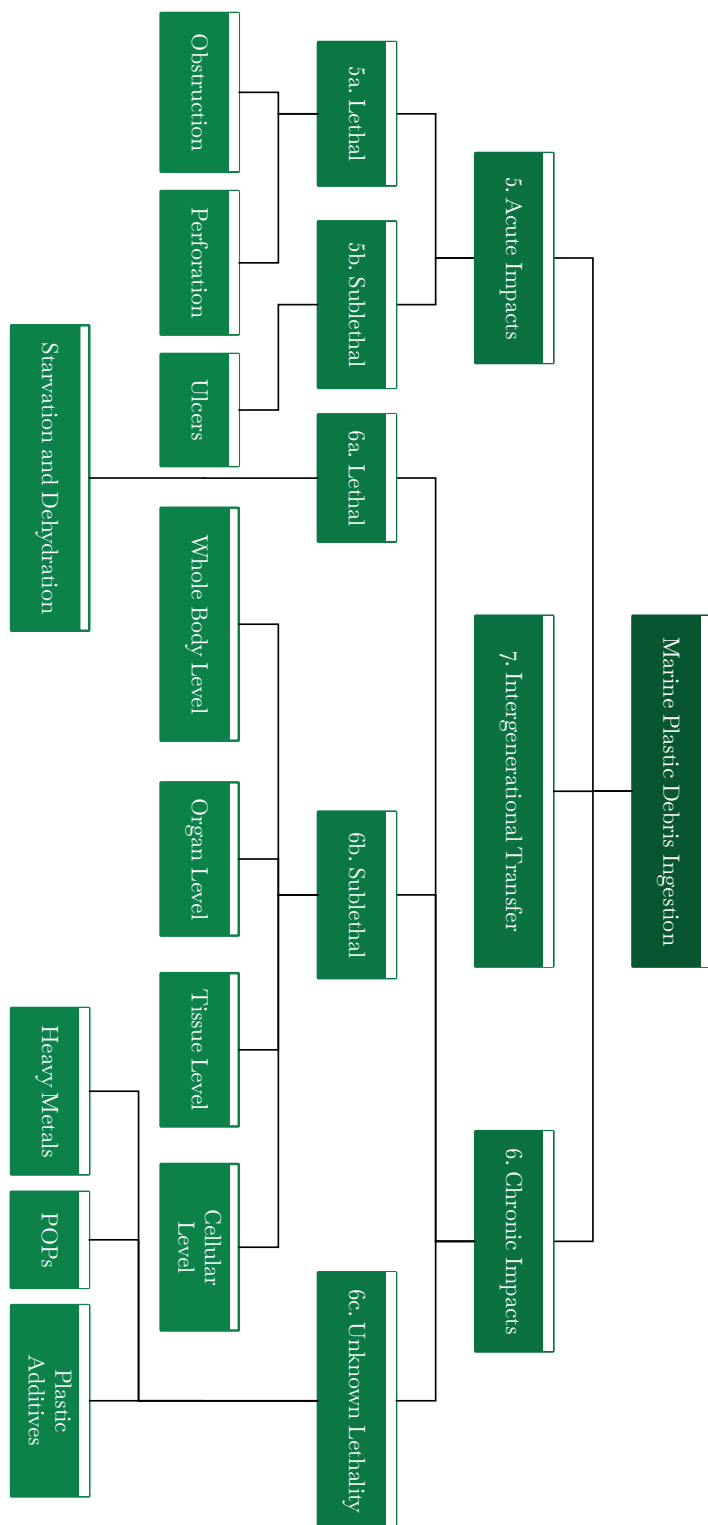 Marine Plastic Debris Ingestion
5. Acute Impacts
7. Intergenerational Transfer
6. Chronic Impacts
5a. Lethal
5b. Sublethal
6a. Lethal
6b. Sublethal
6c. Unknown Lethality
Obstruction
Perforation
Ulcers
Whole Body Level
Organ Level
Tissue Level
Cellular
Level
Starvation and Dehydration
Heavy Metals
POPs
Plastic
Additives